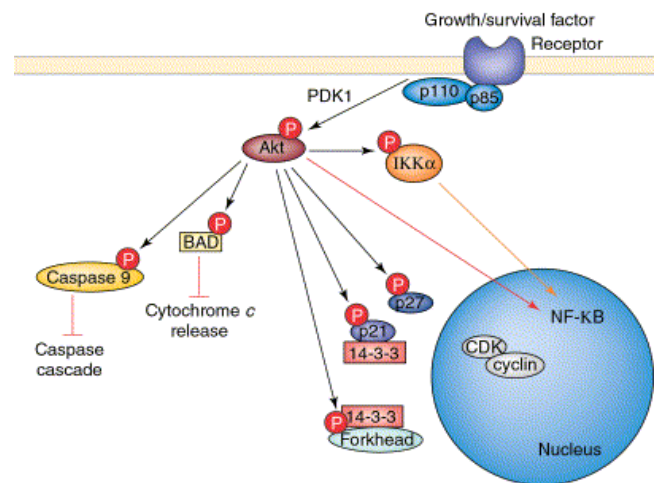 Growth/survival factor
Receptor
p110
p85
PDK1
P
Akt
P
IKKα
P
BAD
P
Caspase 9
Cytochrome c
release
Caspase
cascade
P
p27
P
p21
14-3-3
P
14-3-3
Forkhead
NF-KB
CDK
cyclin
Nucleus